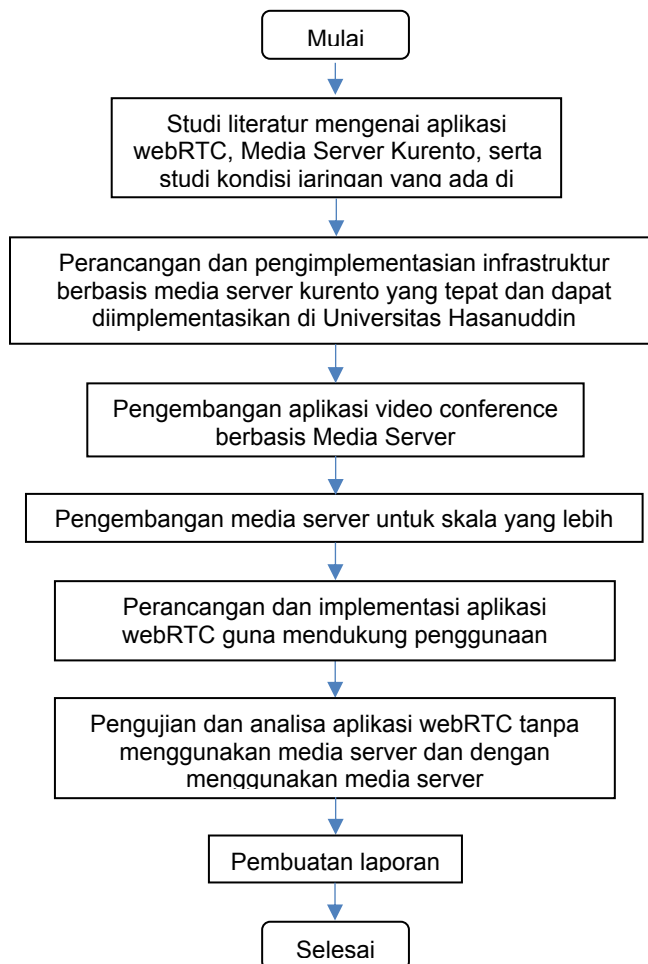 Mulai
Studi literatur mengenai aplikasi
webRTC, Media Server Kurento, serta
studi kondisi jaringan yang ada di
Perancangan dan pengimplementasian infrastruktur
berbasis media server kurento yang tepat dan dapat
diimplementasikan di Universitas Hasanuddin
Pengembangan aplikasi video conference
berbasis Media Server
Pengembangan media server untuk skala yang lebih
Perancangan dan implementasi aplikasi
webRTC guna mendukung penggunaan
Pengujian dan analisa aplikasi webRTC tanpa
menggunakan media server dan dengan
menggunakan media server
Pembuatan laporan
Selesai